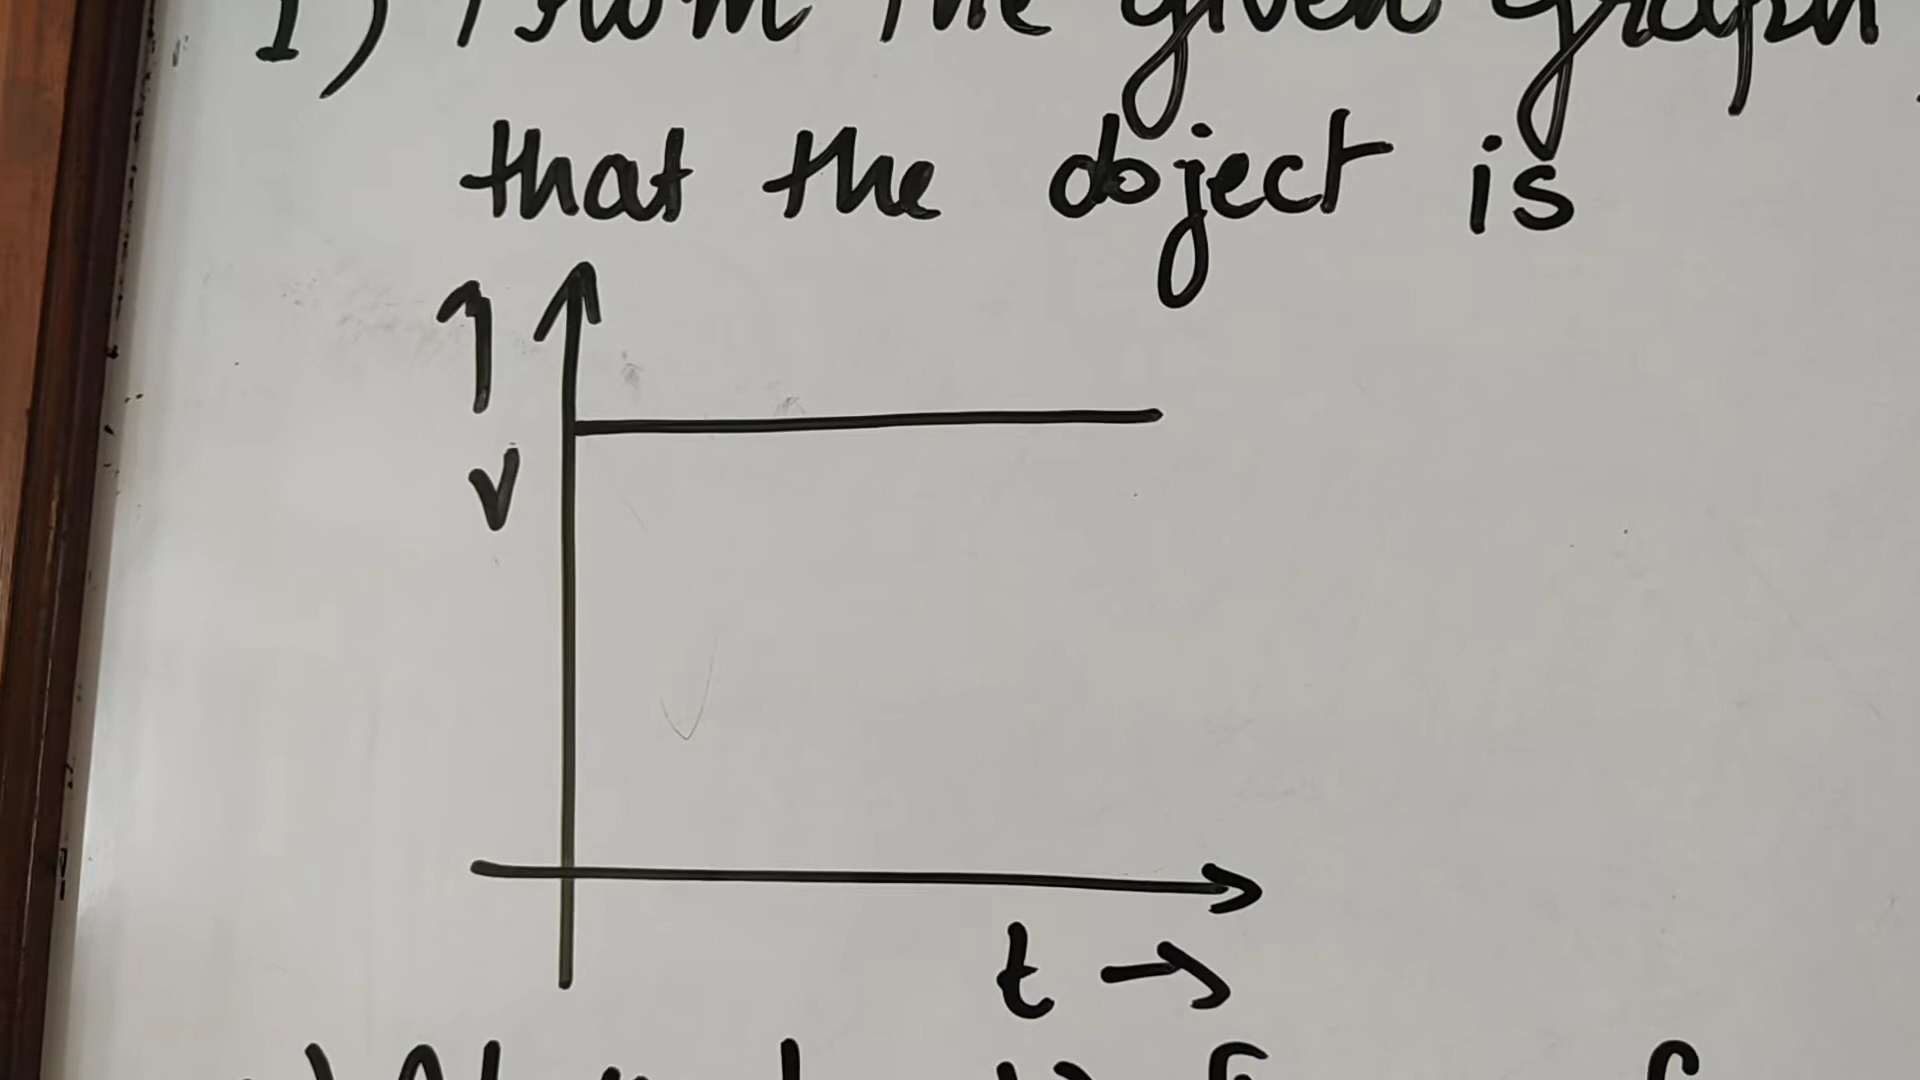 1) From the given graph
that the object is
v
t →